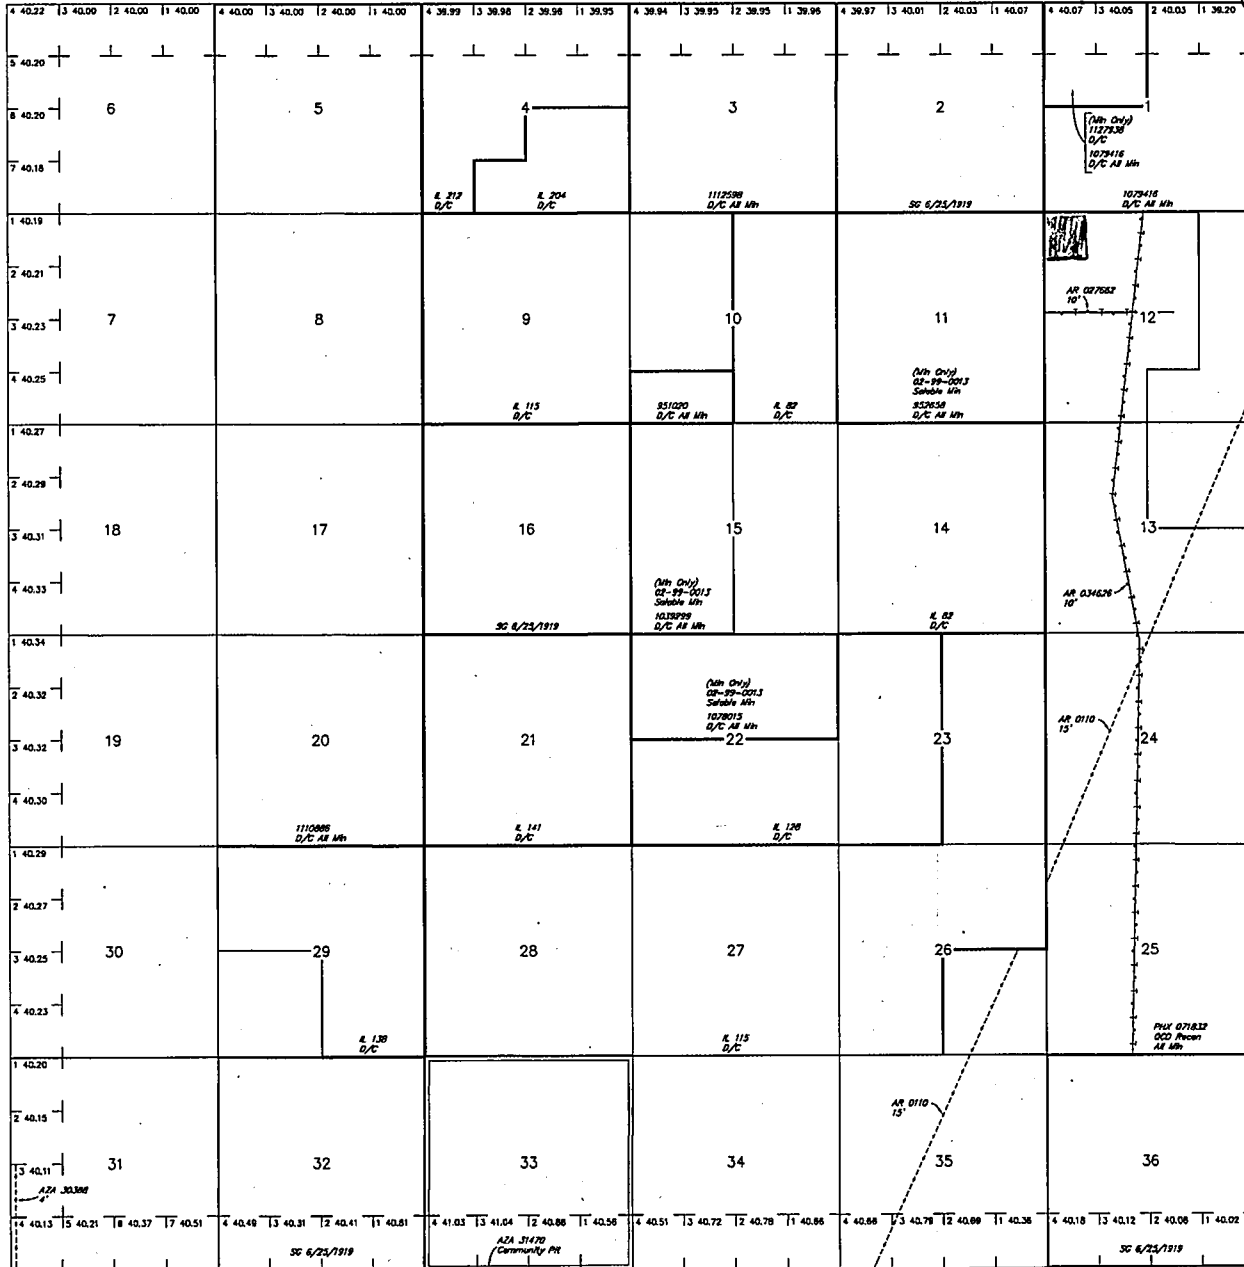 4 40.22 3 40.00 2 40.00 1 40.00 4 40.00 3 40.00 2 40.00 1 40.00 4 39.99 3 39.98 2 39.96 1 39.95 4 39.94 3 39.95 2 39.95 1 39.96 4 39.97 3 40.01 2 40.03 1 40.07 4 40.07 3 40.05 2 40.03 1 39.20
5 40.20
6 40.20 6 5 4 3 2 1
(Min Only)
1127936
D/C
1079416
D/C All Min
7 40.18
IL 212
D/C
IL 204
D/C
1112598
D/C All Min
SG 6/25/1919
1079416
D/C All Min
1 40.19
2 40.21
AR 027682
10'
3 40.23 7 8 9 10 11 12
4 40.25
(Min Only)
02-99-0013
Salable Min
952658
D/C All Min
IL 115
D/C
951020
D/C All Min
IL 82
D/C
1 40.27
2 40.29
3 40.31 18 17 16 15 14 13
4 40.33
(Min Only)
02-99-0013
Salable Min
1039299
D/C All Min
AR 034626
10'
SG 6/25/1919
IL 82
D/C
1 40.34
2 40.32
(Min Only)
02-99-0013
Salable Min
1078015
D/C All Min
AR 0110
15'
3 40.32 19 20 21 22 23 24
4 40.30
1110886
D/C All Min
IL 141
D/C
IL 126
D/C
1 40.29
2 40.27
3 40.25 30 29 28 27 26 25
4 40.23
IL 138
D/C
IL 115
D/C
PHX 071832
OCD Recon
All Min
1 40.20
2 40.15
AR 0110
15'
3 40.11 31 32 33 34 35 36
AZA 30388
4'
4 40.13 5 40.21 6 40.37 7 40.51 4 40.49 3 40.31 2 40.41 1 40.61 4 41.03 3 41.04 2 40.86 1 40.56 4 40.51 3 40.72 2 40.78 1 40.86 4 40.68 3 40.79 2 40.69 1 40.36 4 40.18 3 40.12 2 40.06 1 40.02
SG 6/25/1919
AZA 31470
Community Pit
SG 6/25/1919